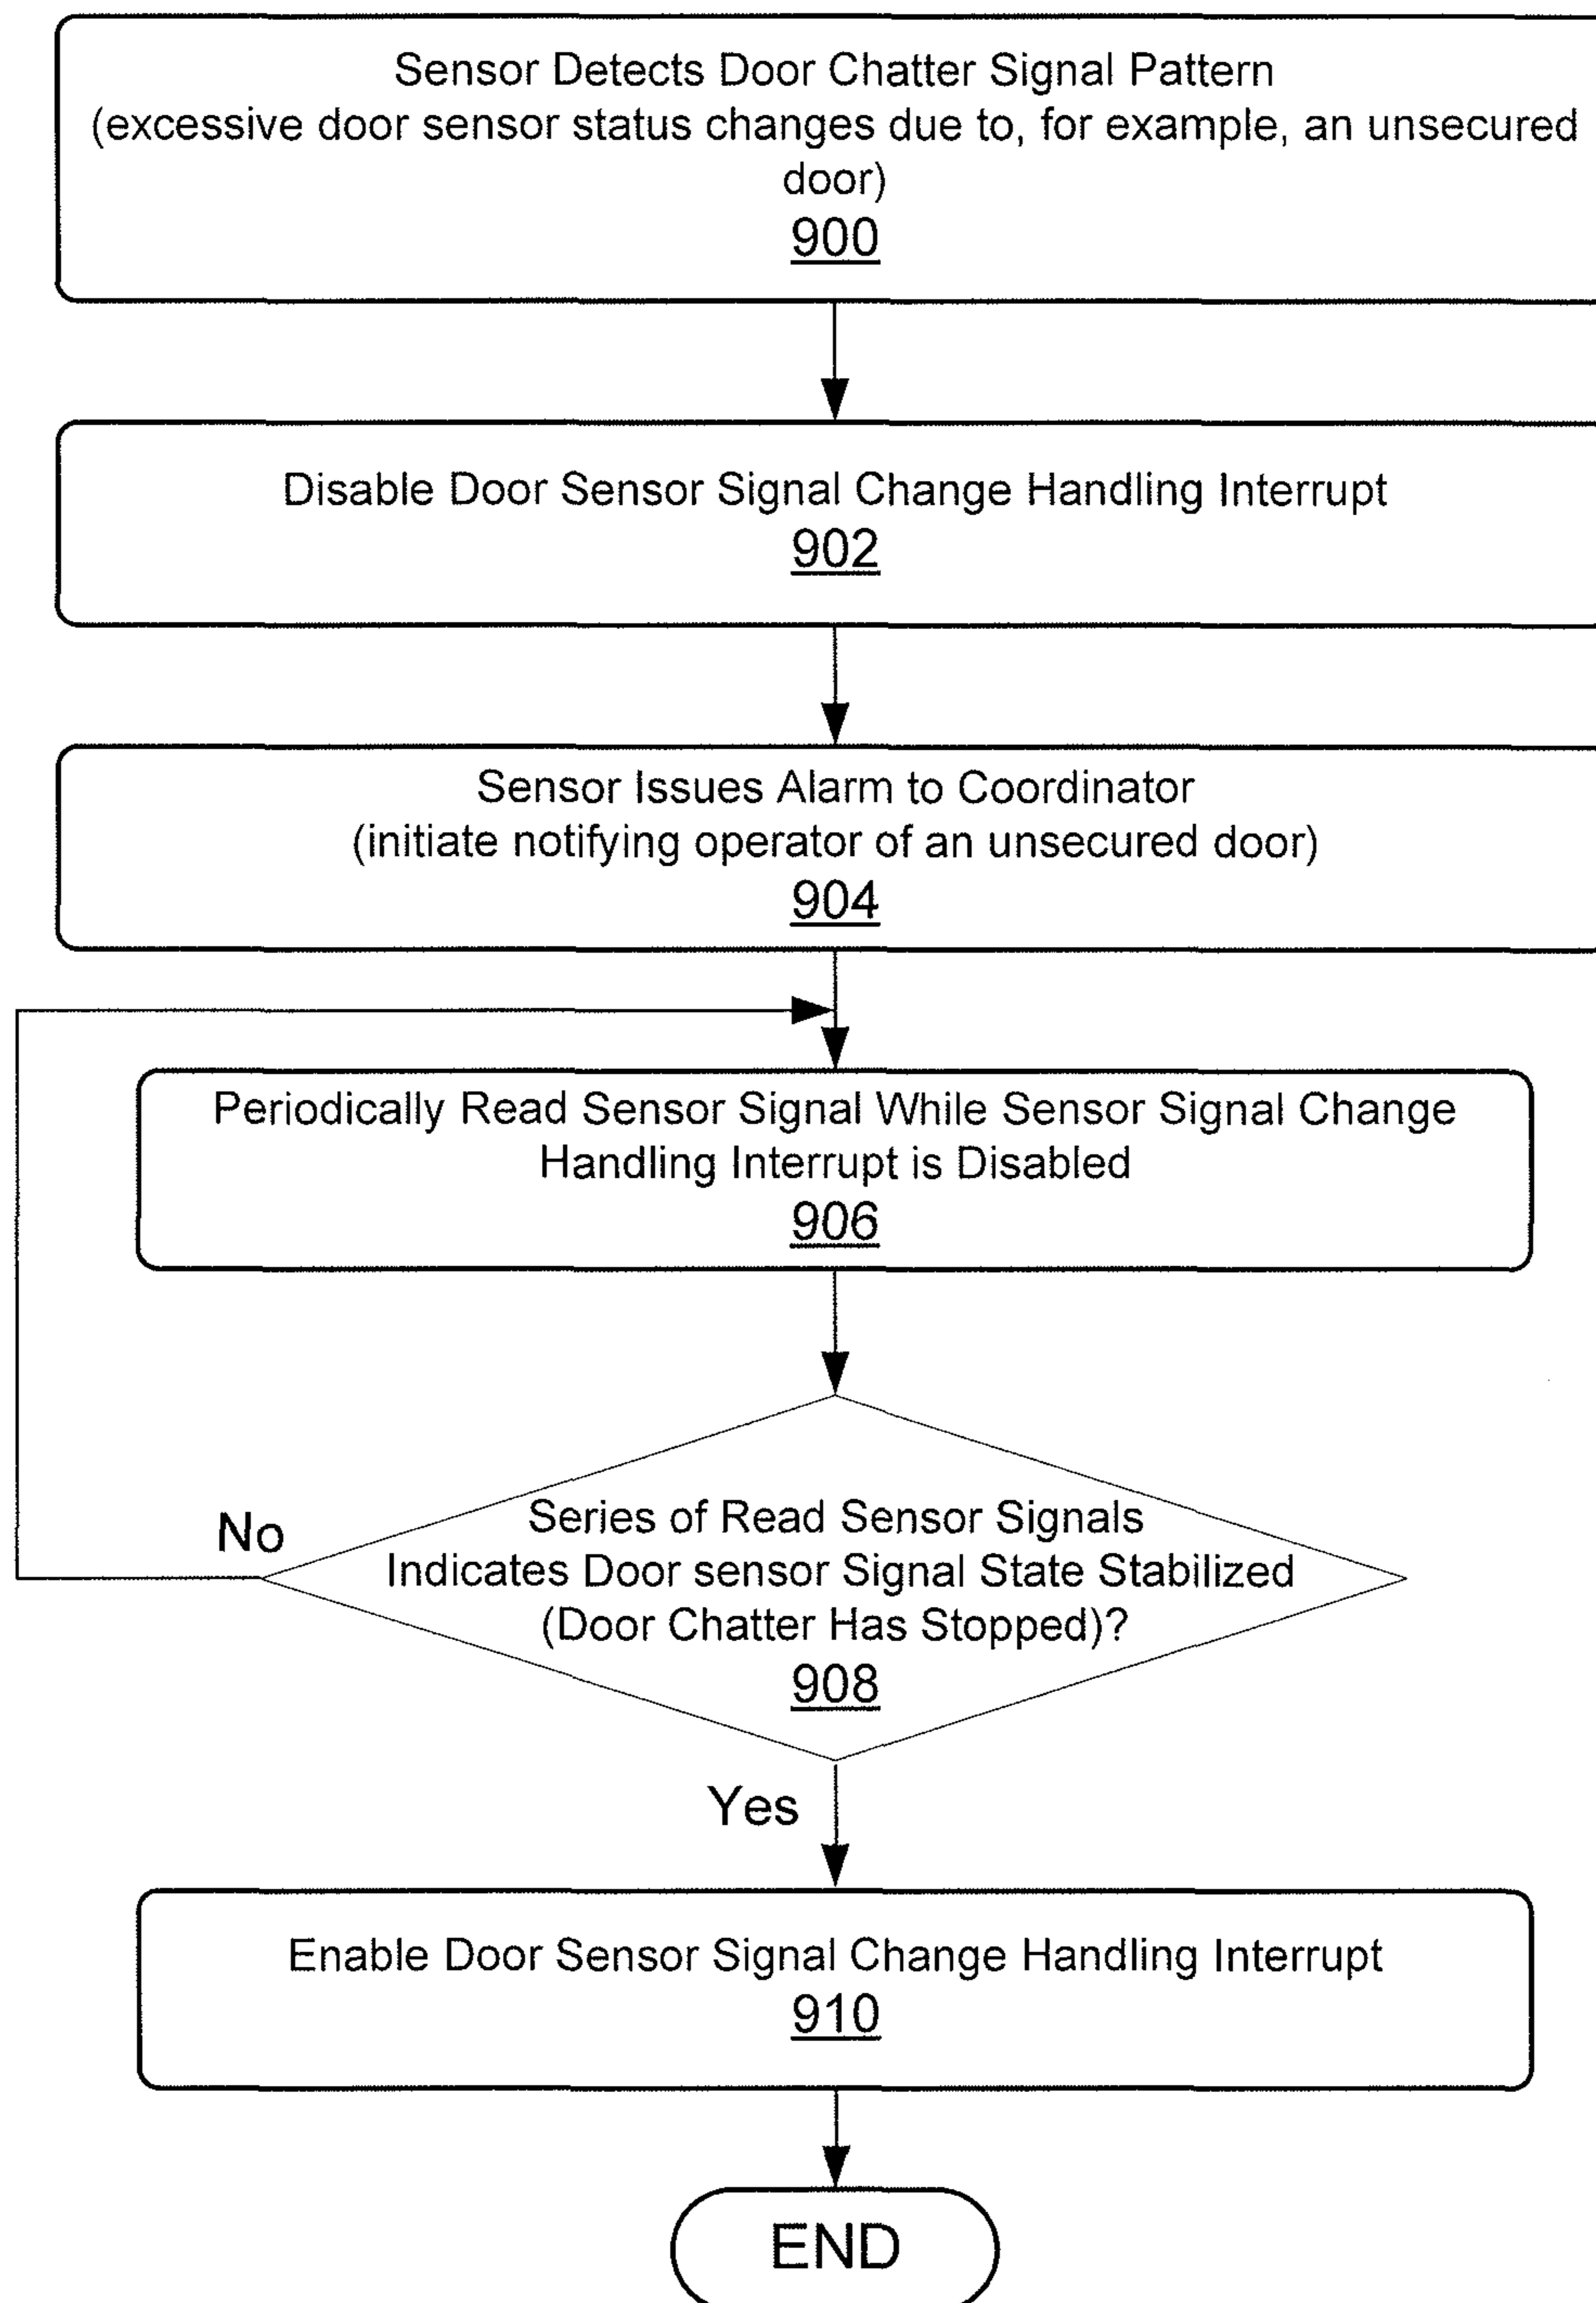 Sensor Detects Door Chatter Signal Pattern
(excessive door sensor status changes due to, for example, an unsecured
door)
900
Disable Door Sensor Signal Change Handling Interrupt
902
Sensor Issues Alarm to Coordinator
(initiate notifying operator of an unsecured door)
904
Periodically Read Sensor Signal While Sensor Signal Change
Handling Interrupt is Disabled
906
No
Series of Read Sensor Signals
Indicates Door sensor Signal State Stabilized
(Door Chatter Has Stopped)?
908
Yes
Enable Door Sensor Signal Change Handling Interrupt
910
END